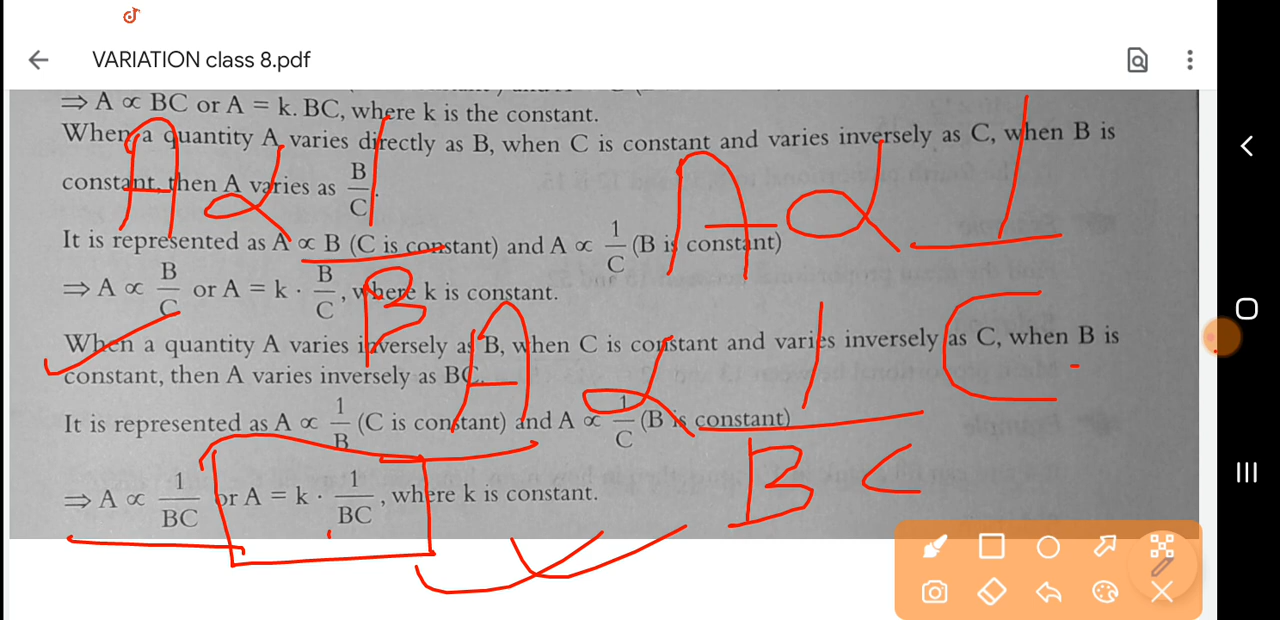 VARIATION class 8.pdf
⇒ A ∝ BC or A = k. BC, where k is the constant.
When a quantity A varies directly as B, when C is constant and varies inversely as C, when B is
constant, then A varies as B/C.
It is represented as A ∝ B (C is constant) and A ∝ 1/C (B is constant)
⇒ A ∝ B/C or A = k · B/C, where k is constant.
When a quantity A varies inversely as B, when C is constant and varies inversely as C, when B is
constant, then A varies inversely as BC.
It is represented as A ∝ 1/B (C is constant) and A ∝ 1/C (B is constant)
⇒ A ∝ 1/BC or A = k · 1/BC, where k is constant.
A ∝ 1/B
A ∝ 1/C
A ∝ 1/BC